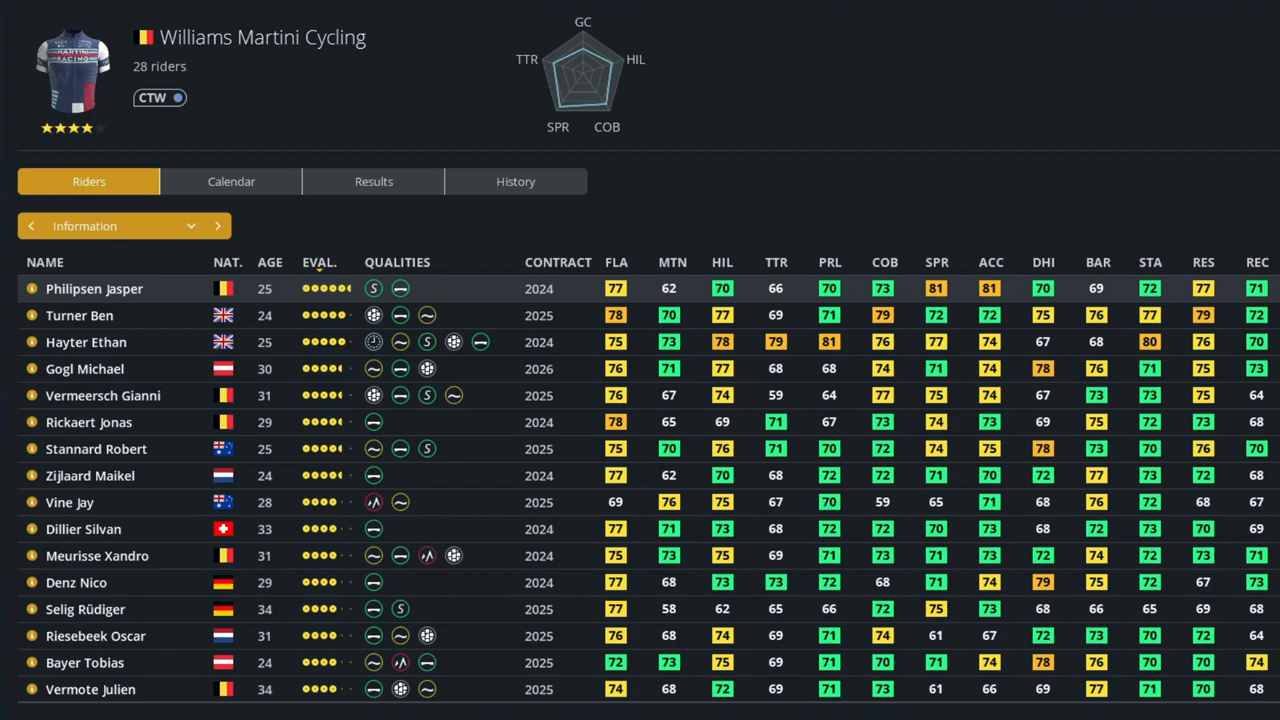 Williams Martini Cycling
28 riders
CTW
MARTINI
RACING
GC
TTR HIL
SPR COB
Riders Calendar Results History
Information
NAME NAT. AGE EVAL. QUALITIES CONTRACT FLA MTN HIL TTR PRL COB SPR ACC DHI BAR STA RES REC
Philipsen Jasper 25 S 2024 77 62 70 66 70 73 81 81 70 69 72 77 71
Turner Ben 24 2025 78 70 77 69 71 79 72 72 75 76 71 79 72
Hayter Ethan 25 S 2026 75 73 78 79 81 76 77 74 67 68 80 76 70
Gogl Michael 30 2026 76 71 77 68 68 74 71 74 78 76 71 75 73
Vermeersch Gianni 31 S 2025 76 67 74 59 64 77 75 74 67 73 73 75 64
Rickaert Jonas 29 2024 78 65 69 71 67 73 74 73 69 75 72 73 68
Stannard Robert 25 S 2025 75 70 76 71 70 72 74 75 78 73 70 76 70
Zijlaard Maikel 24 2024 77 62 70 68 72 72 71 70 72 77 73 72 68
Vine Jay 28 2025 69 76 75 67 70 59 65 71 68 76 72 68 67
Dillier Silvan 33 2024 77 71 73 68 72 72 70 73 68 72 73 70 69
Meurisse Xandro 31 2024 75 73 75 69 71 73 71 73 72 74 72 73 71
Denz Nico 29 2024 77 68 73 73 72 68 71 74 79 75 72 67 73
Selig Rüdiger 34 S 2025 77 58 62 65 66 72 75 73 68 66 65 69 68
Riesebeek Oscar 31 2025 76 68 74 69 71 74 61 67 72 73 70 72 64
Bayer Tobias 24 2025 72 73 75 69 71 70 71 74 78 76 70 70 74
Vermote Julien 34 2025 74 68 72 69 71 73 61 66 69 77 71 70 68